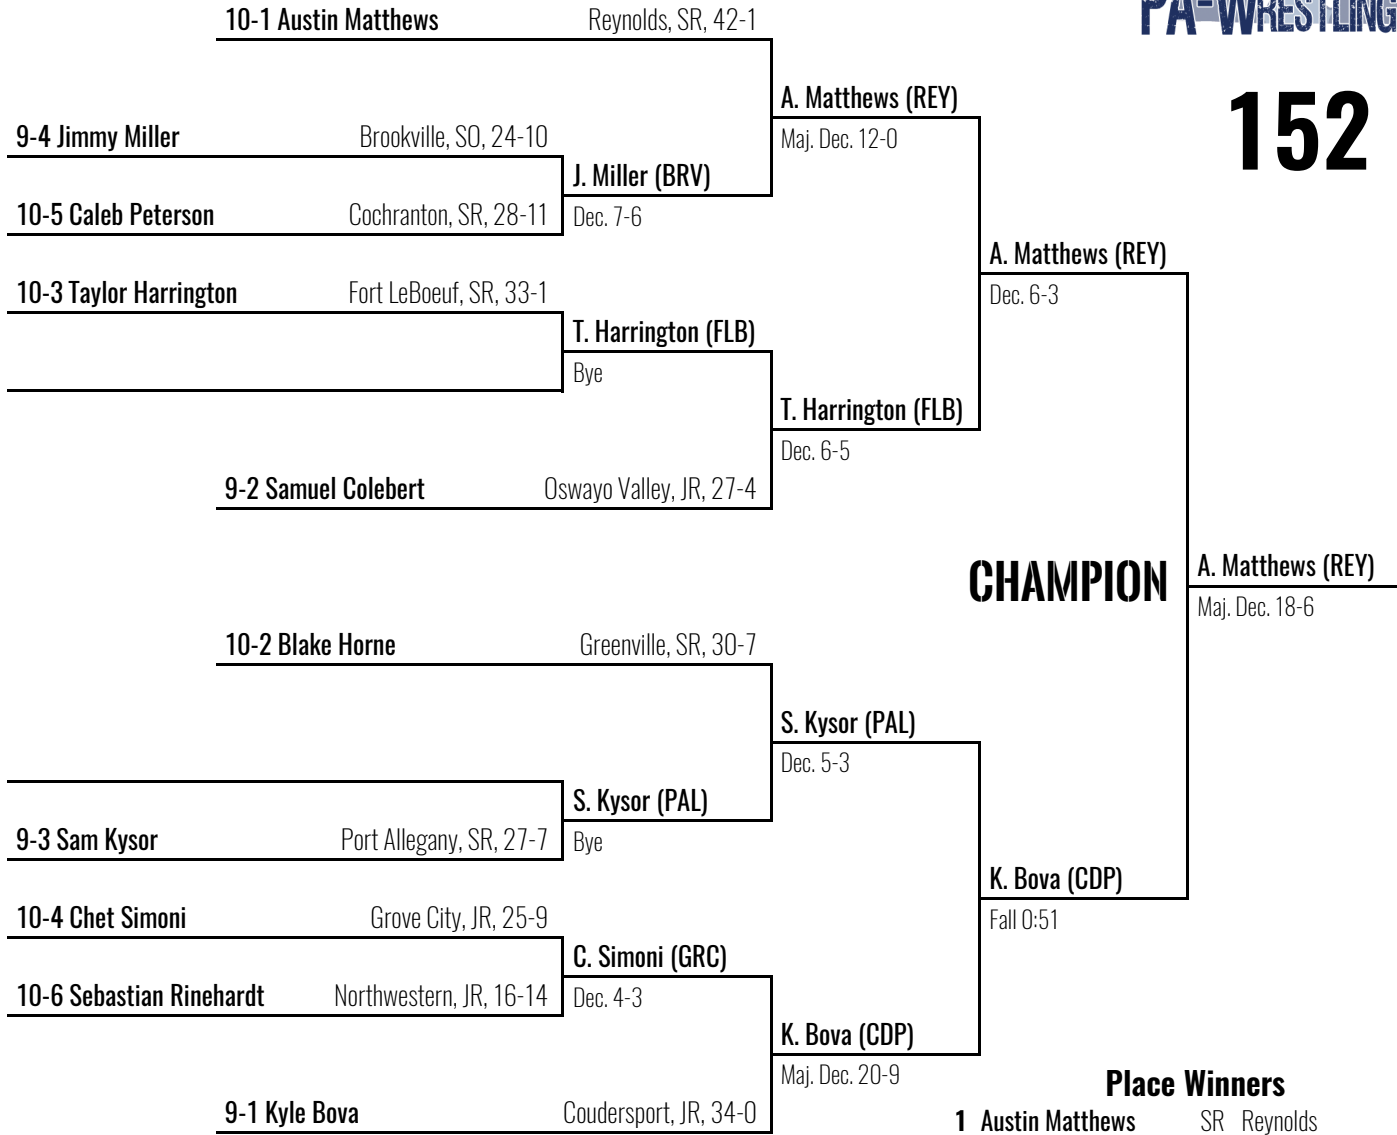 PA-WRESTLING
10-1 Austin Matthews Reynolds, SR, 42-1
152
A. Matthews (REY)
Maj. Dec. 12-0
9-4 Jimmy Miller Brookville, SO, 24-10
J. Miller (BRV)
Dec. 7-6
10-5 Caleb Peterson Cochranton, SR, 28-11
A. Matthews (REY)
Dec. 6-3
10-3 Taylor Harrington Fort LeBoeuf, SR, 33-1
T. Harrington (FLB)
Bye
T. Harrington (FLB)
Dec. 6-5
9-2 Samuel Colebert Oswayo Valley, JR, 27-4
CHAMPION
A. Matthews (REY)
Maj. Dec. 18-6
10-2 Blake Horne Greenville, SR, 30-7
S. Kysor (PAL)
Dec. 5-3
S. Kysor (PAL)
Bye
9-3 Sam Kysor Port Allegany, SR, 27-7
K. Bova (CDP)
Fall 0:51
10-4 Chet Simoni Grove City, JR, 25-9
C. Simoni (GRC)
Dec. 4-3
10-6 Sebastian Rinehardt Northwestern, JR, 16-14
K. Bova (CDP)
Maj. Dec. 20-9
9-1 Kyle Bova Coudersport, JR, 34-0
Place Winners
1 Austin Matthews SR Reynolds